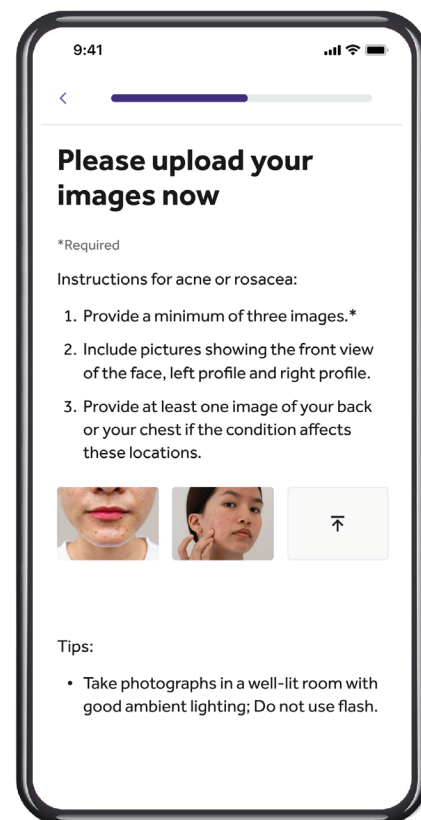 9:41
Please upload your
images now
*Required
Instructions for acne or rosacea:
1. Provide a minimum of three images.*
2. Include pictures showing the front view
of the face, left profile and right profile.
3. Provide at least one image of your back
or your chest if the condition affects
these locations.
Tips:
• Take photographs in a well-lit room with
good ambient lighting; Do not use flash.